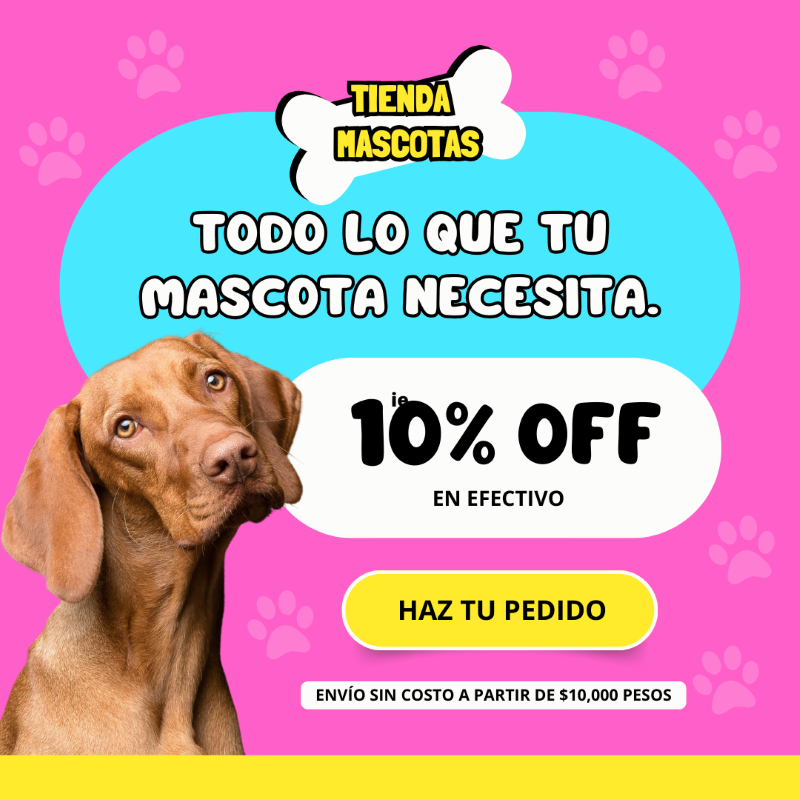 TIENDA
MASCOTAS
TODO LO QUE TU
MASCOTA NECESITA.
ie
10% OFF
EN EFECTIVO
HAZ TU PEDIDO
ENVÍO SIN COSTO A PARTIR DE $10,000 PESOS